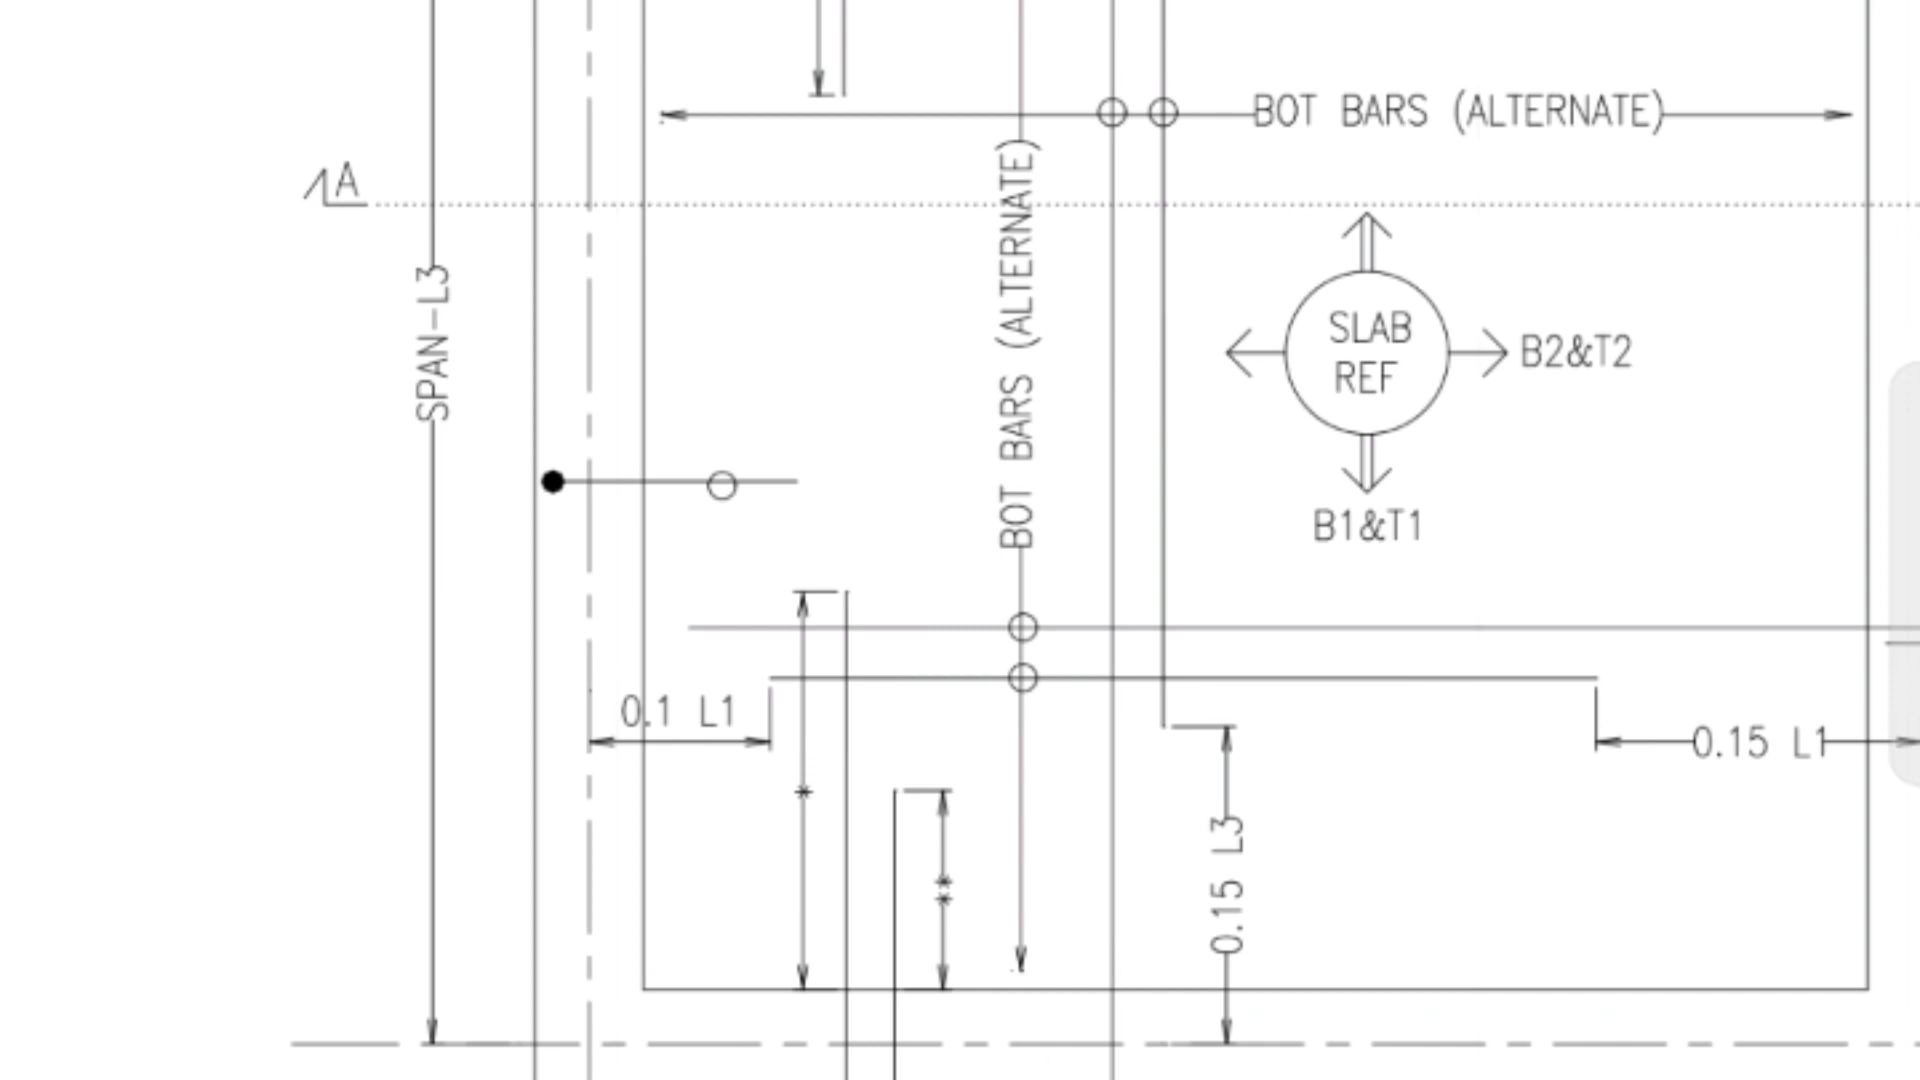 BOT BARS (ALTERNATE)
A
BOT BARS (ALTERNATE)
SPAN-L3
SLAB
REF
B2&T2
B1&T1
0.1 L1
0.15 L1
*
*
*
0.15 L3